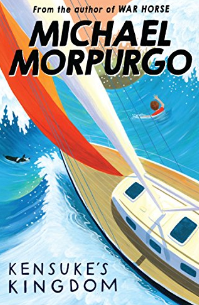 From the author of WAR HORSE
MICHAEL
MORPURGO
KENSUKE'S
KINGDOM